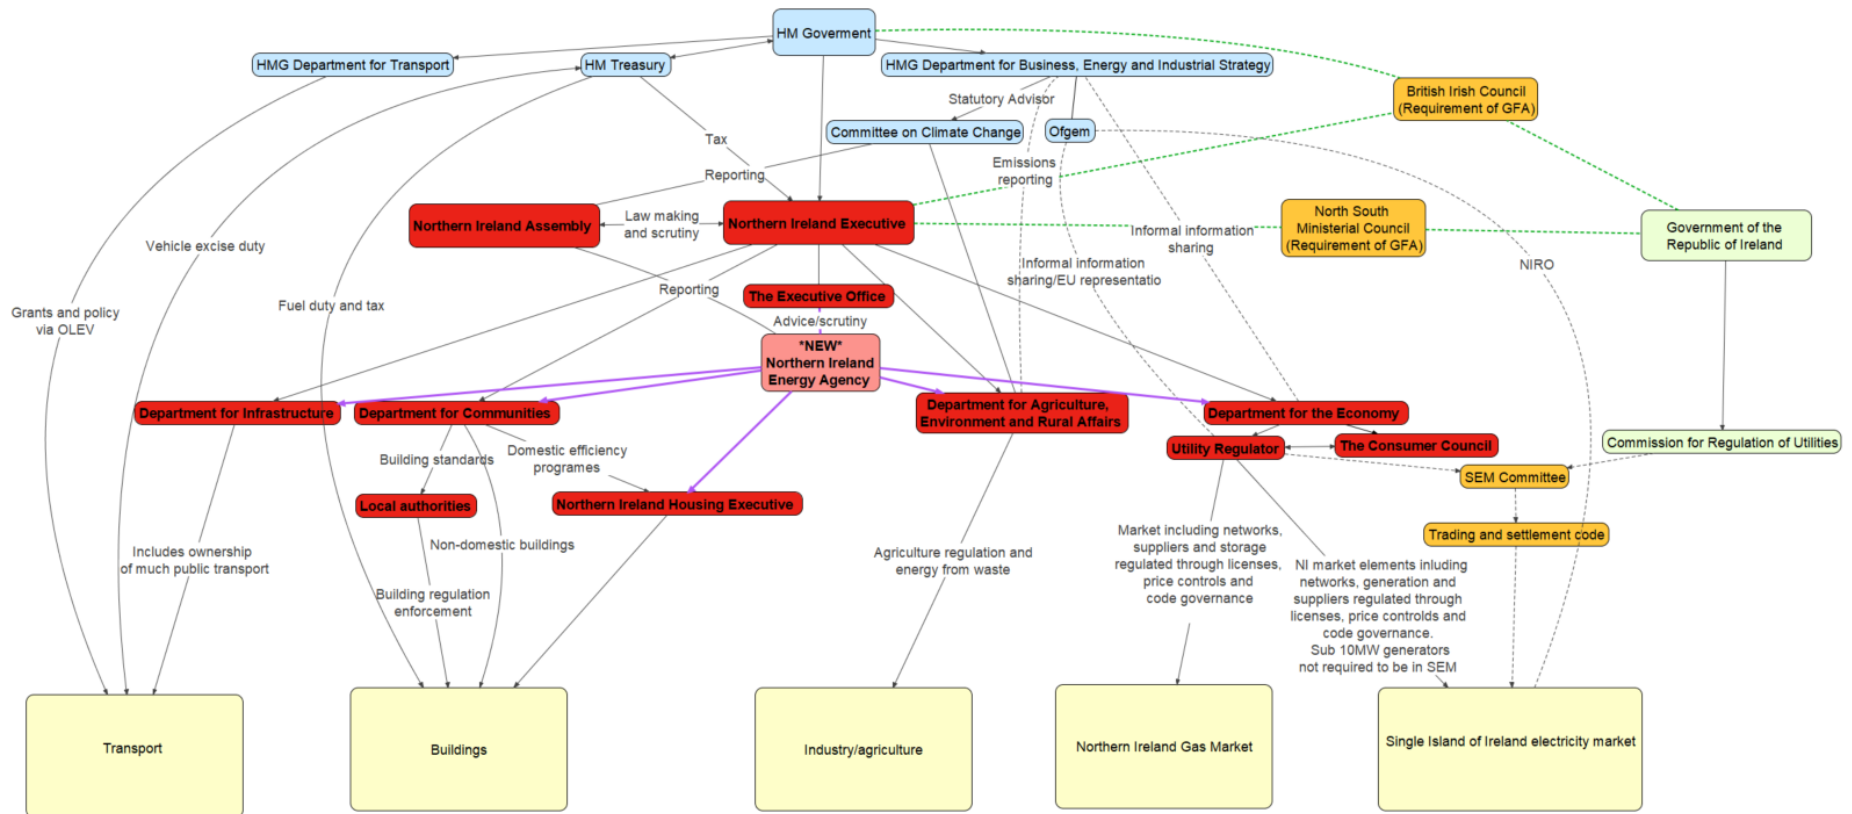 HM Goverment
HMG Department for Transport
HM Treasury
HMG Department for Business, Energy and Industrial Strategy
British Irish Council
(Requirement of GFA)
Statutory Advisor
Committee on Climate Change
Ofgem
Tax
Reporting
Emissions
reporting
Northern Ireland Assembly
Law making
and scrutiny
Northern Ireland Executive
North South
Ministerial Council
(Requirement of GFA)
Government of the
Republic of Ireland
Informal information
sharing
Vehicle excise duty
Informal information
sharing/EU representatio
NIRO
Reporting
The Executive Office
Fuel duty and tax
Grants and policy
via OLEV
Advice/scrutiny
*NEW*
Northern Ireland
Energy Agency
Department for Infrastructure
Department for Communities
Department for Agriculture,
Environment and Rural Affairs
Department for the Economy
Utility Regulator
The Consumer Council
Commission for Regulation of Utilities
Building standards
Domestic efficiency
programes
SEM Committee
Local authorities
Northern Ireland Housing Executive
Trading and settlement code
Includes ownership
of much public transport
Non-domestic buildings
Building regulation
enforcement
Agriculture regulation and
energy from waste
Market including networks,
suppliers and storage
regulated through licenses,
price controls and
code governance
NI market elements inluding
networks, generation and
suppliers regulated through
licenses, price controlds and
code governance.
Sub 10MW generators
not required to be in SEM
Transport
Buildings
Industry/agriculture
Northern Ireland Gas Market
Single Island of Ireland electricity market